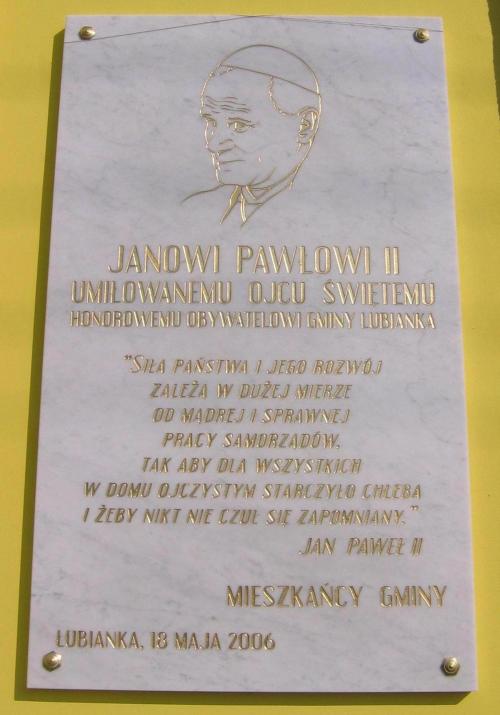 JANOWI PAWŁOWI II
UMIŁOWANEMU OJCU ŚWIĘTEMU
HONOROWEMU OBYWATELOWI GMINY ŁUBIANKA
"SIŁA PAŃSTWA I JEGO ROZWÓJ
ZALEŻĄ W DUŻEJ MIERZE
OD MĄDREJ I SPRAWNEJ
PRACY SAMORZĄDÓW,
TAK ABY DLA WSZYSTKICH
W DOMU OJCZYSTYM STARCZYŁO CHLEBA
I ŻEBY NIKT NIE CZUŁ SIĘ ZAPOMNIANY."
JAN PAWEŁ II
MIESZKAŃCY GMINY
ŁUBIANKA, 18 MAJA 2006